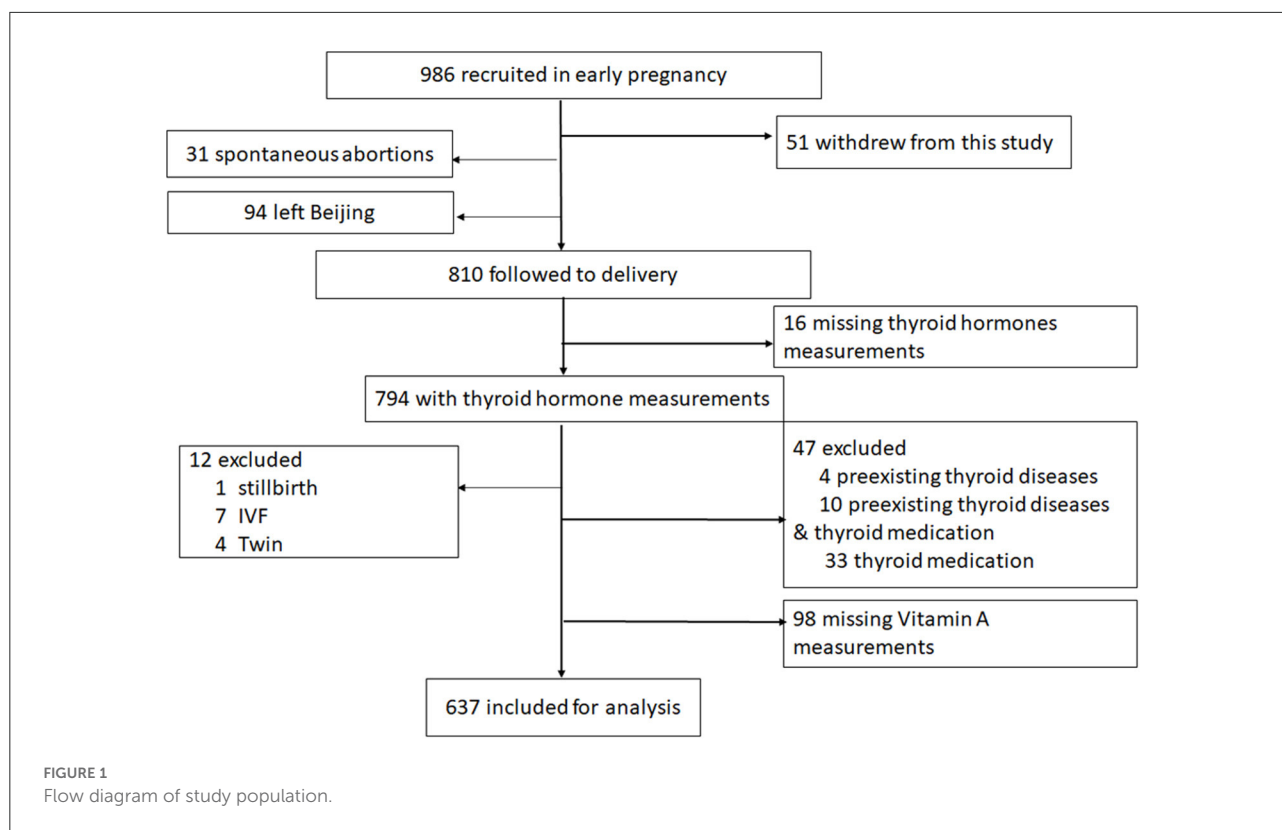 986 recruited in early pregnancy
51 withdrew from this study
31 spontaneous abortions
94 left Beijing
810 followed to delivery
16 missing thyroid hormones
measurements
794 with thyroid hormone measurements
12 excluded
1 stillbirth
7 IVF
4 Twin
47 excluded
4 preexisting thyroid diseases
10 preexisting thyroid diseases
& thyroid medication
33 thyroid medication
98 missing Vitamin A
measurements
637 included for analysis
FIGURE 1
Flow diagram of study population.